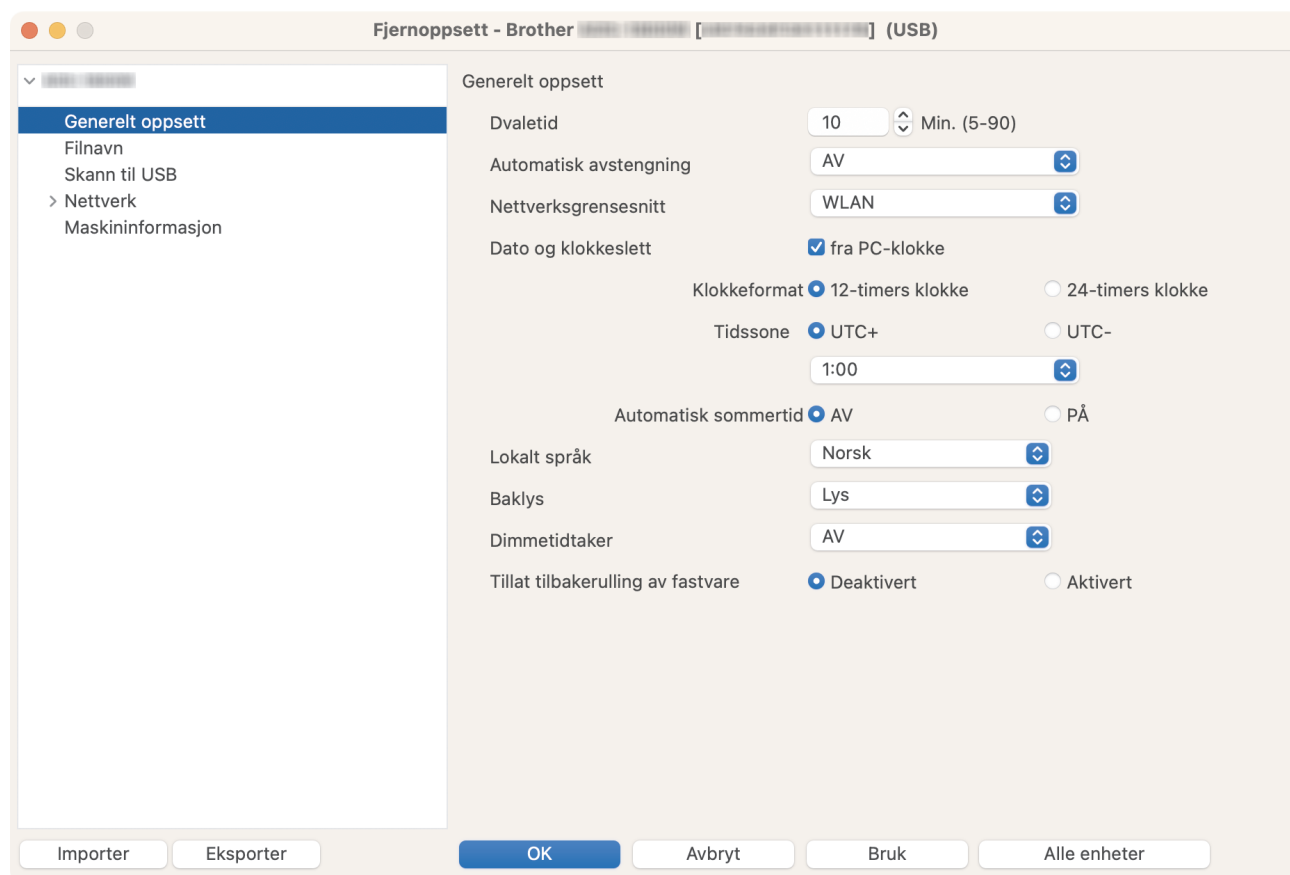 Fjernoppsett - Brother [ ] (USB)
Generelt oppsett
Filnavn
Skann til USB
Nettverk
Maskininformasjon
Generelt oppsett
Dvaletid 10 Min. (5-90)
Automatisk avstengning AV
Nettverksgrensesnitt WLAN
Dato og klokkeslett fra PC-klokke
Klokkeformat 12-timers klokke 24-timers klokke
Tidssone UTC+ UTC-
1:00
Automatisk sommertid AV PÅ
Lokalt språk Norsk
Baklys Lys
Dimmetidtaker AV
Tillat tilbakerulling av fastvare Deaktivert Aktivert
Importer Eksporter OK Avbryt Bruk Alle enheter